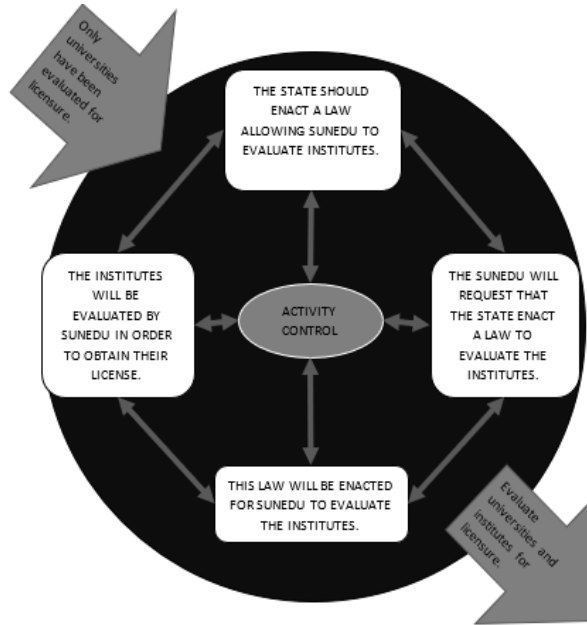 Only
universities
have been
evaluated for
licensure.
THE STATE SHOULD
ENACT A LAW
ALLOWING SUNEDU TO
EVALUATE INSTITUTES.
THE INSTITUTES
WILL BE
EVALUATED BY
SUNEDU IN ORDER
TO OBTAIN THEIR
LICENSE.
ACTIVITY
CONTROL
THE SUNEDU WILL
REQUEST THAT
THE STATE ENACT
A LAW TO
EVALUATE THE
INSTITUTES.
THIS LAW WILL BE ENACTED
FOR SUNEDU TO EVALUATE
THE INSTITUTES.
Evaluate
universities and
institutes for
licensure.